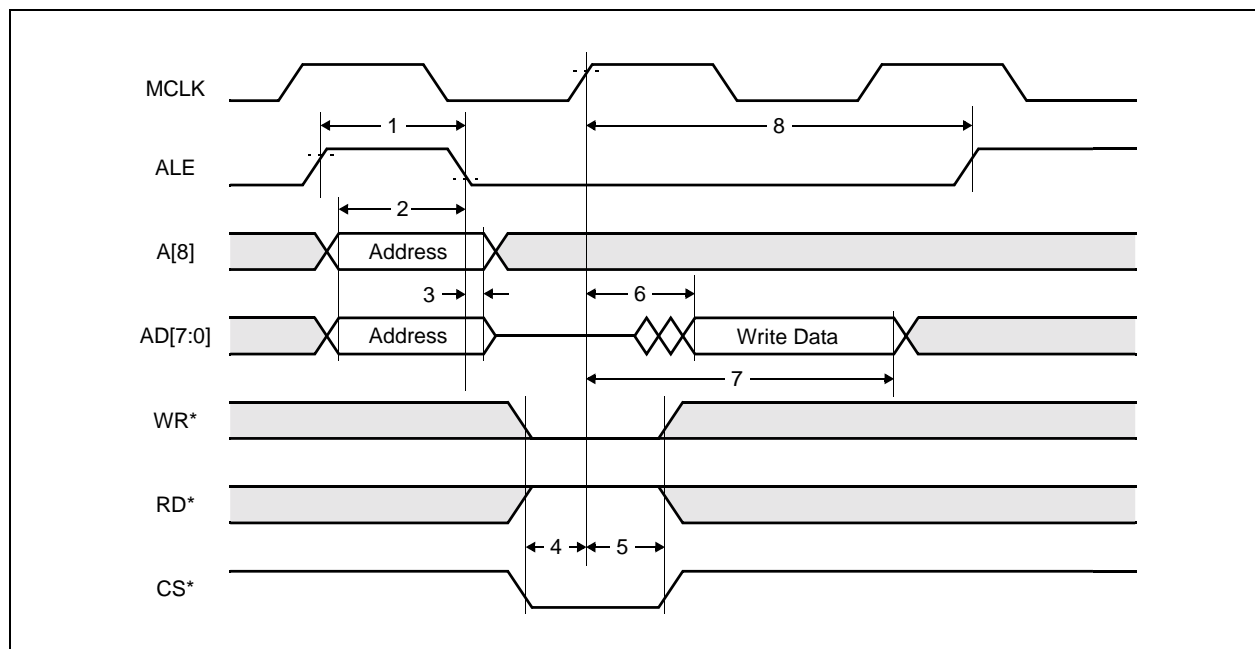 MCLK
1
8
ALE
2
A[8]
Address
3
6
AD[7:0]
Address
Write Data
7
WR*
RD*
4
5
CS*